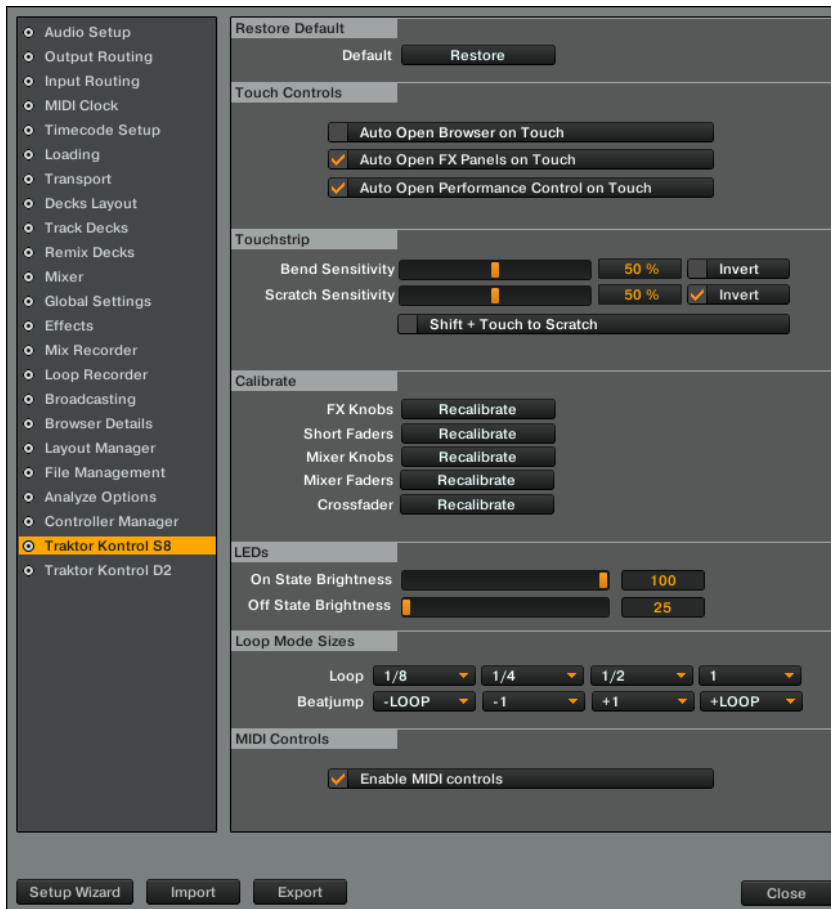 Audio Setup
Output Routing
Input Routing
MIDI Clock
Timecode Setup
Loading
Transport
Decks Layout
Track Decks
Remix Decks
Mixer
Global Settings
Effects
Mix Recorder
Loop Recorder
Broadcasting
Browser Details
Layout Manager
File Management
Analyze Options
Controller Manager
Traktor Kontrol S8
Traktor Kontrol D2
Restore Default
Default Restore
Touch Controls
Auto Open Browser on Touch
Auto Open FX Panels on Touch
Auto Open Performance Control on Touch
Touchstrip
Bend Sensitivity 50 % Invert
Scratch Sensitivity 50 % Invert
Shift + Touch to Scratch
Calibrate
FX Knobs Recalibrate
Short Faders Recalibrate
Mixer Knobs Recalibrate
Mixer Faders Recalibrate
Crossfader Recalibrate
LEDs
On State Brightness 100
Off State Brightness 25
Loop Mode Sizes
Loop 1/8 1/4 1/2 1
Beatjump -LOOP -1 +1 +LOOP
MIDI Controls
Enable MIDI controls
Setup Wizard Import Export Close